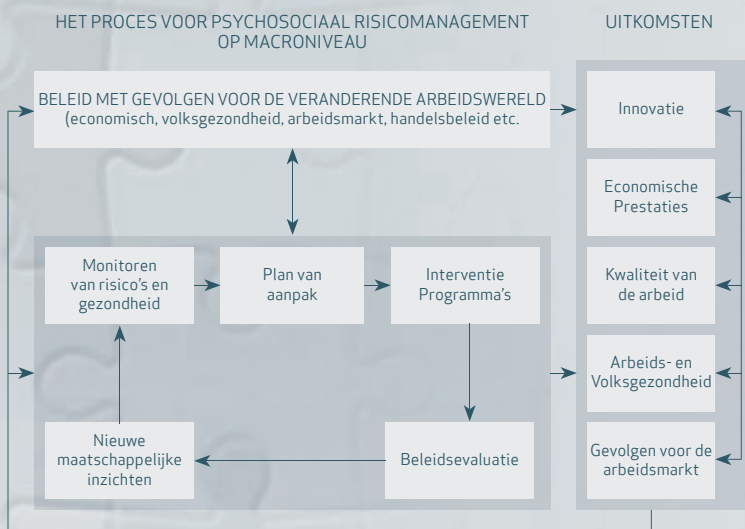 HET PROCES VOOR PSYCHOSOCIAAL RISICOMANAGEMENT
OP MACRONIVEAU
UITKOMSTEN
BELEID MET GEVOLGEN VOOR DE VERANDERENDE ARBEIDSWERELD
(economisch, volksgezondheid, arbeidsmarkt, handelsbeleid etc.
Innovatie
Economische
Prestaties
Monitoren
van risico's en
gezondheid
Plan van
aanpak
Interventie
Programma's
Kwaliteit van
de arbeid
Arbeids- en
Volksgezondheid
Nieuwe
maatschappelijke
inzichten
Beleidsevaluatie
Gevolgen voor de
arbeidsmarkt